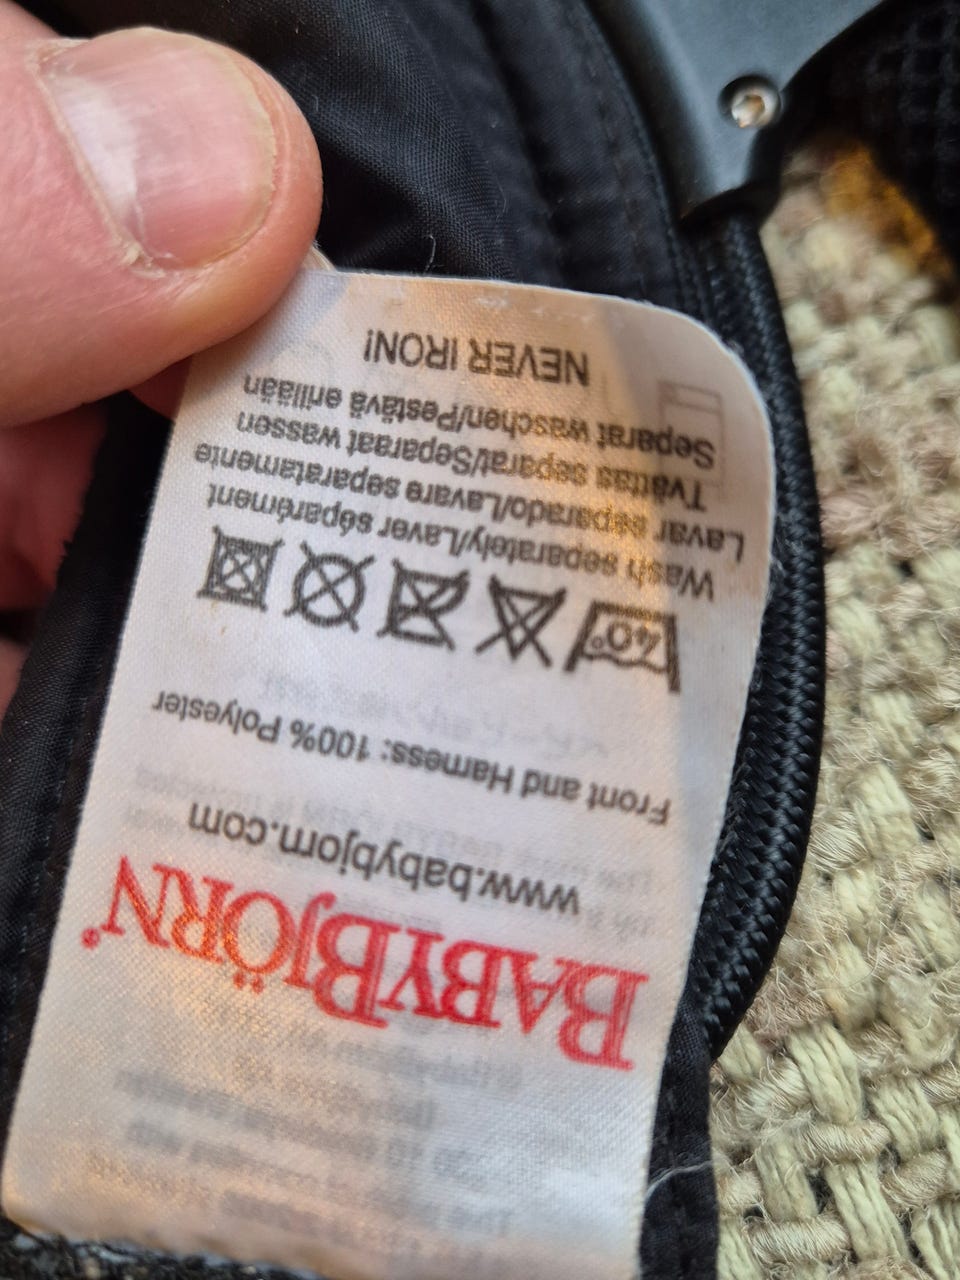 BABYBJÖRN®
www.babybjorn.com
Front and Harness: 100% Polyester
40°
Wash separately/Laver séparément
Lavar separado/Lavare separatamente
Tvättas separat/Separaat wassen
Separat waschen/Pestävä erillään
NEVER IRON!